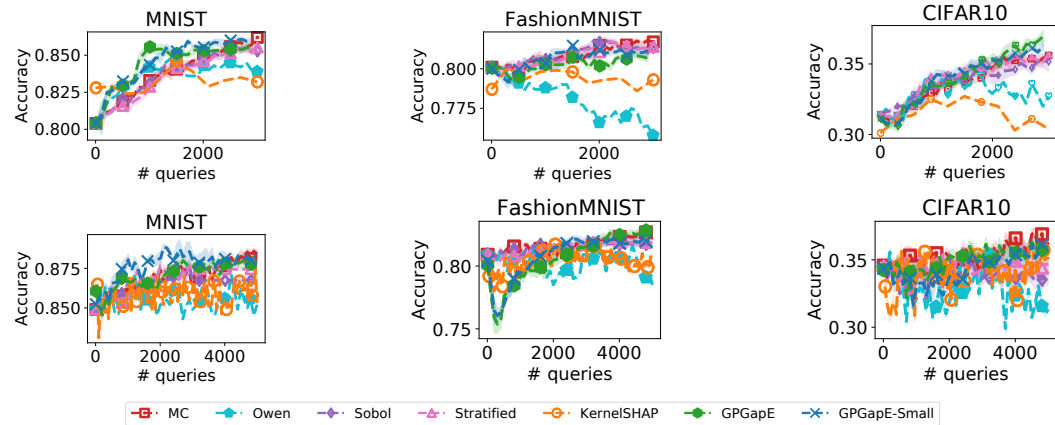 MNIST
FashionMNIST
CIFAR10
Accuracy
0.850
0.825
0.800
0
2000
# queries
Accuracy
0.800
0.775
0
2000
# queries
Accuracy
0.35
0.30
0
2000
# queries
MNIST
FashionMNIST
CIFAR10
Accuracy
0.875
0.850
0
2000
4000
# queries
Accuracy
0.80
0.75
0
2000
4000
# queries
Accuracy
0.35
0.30
0
2000
4000
# queries
MC Owen Sobol Stratified KernelSHAP GPGapE GPGapE-Small